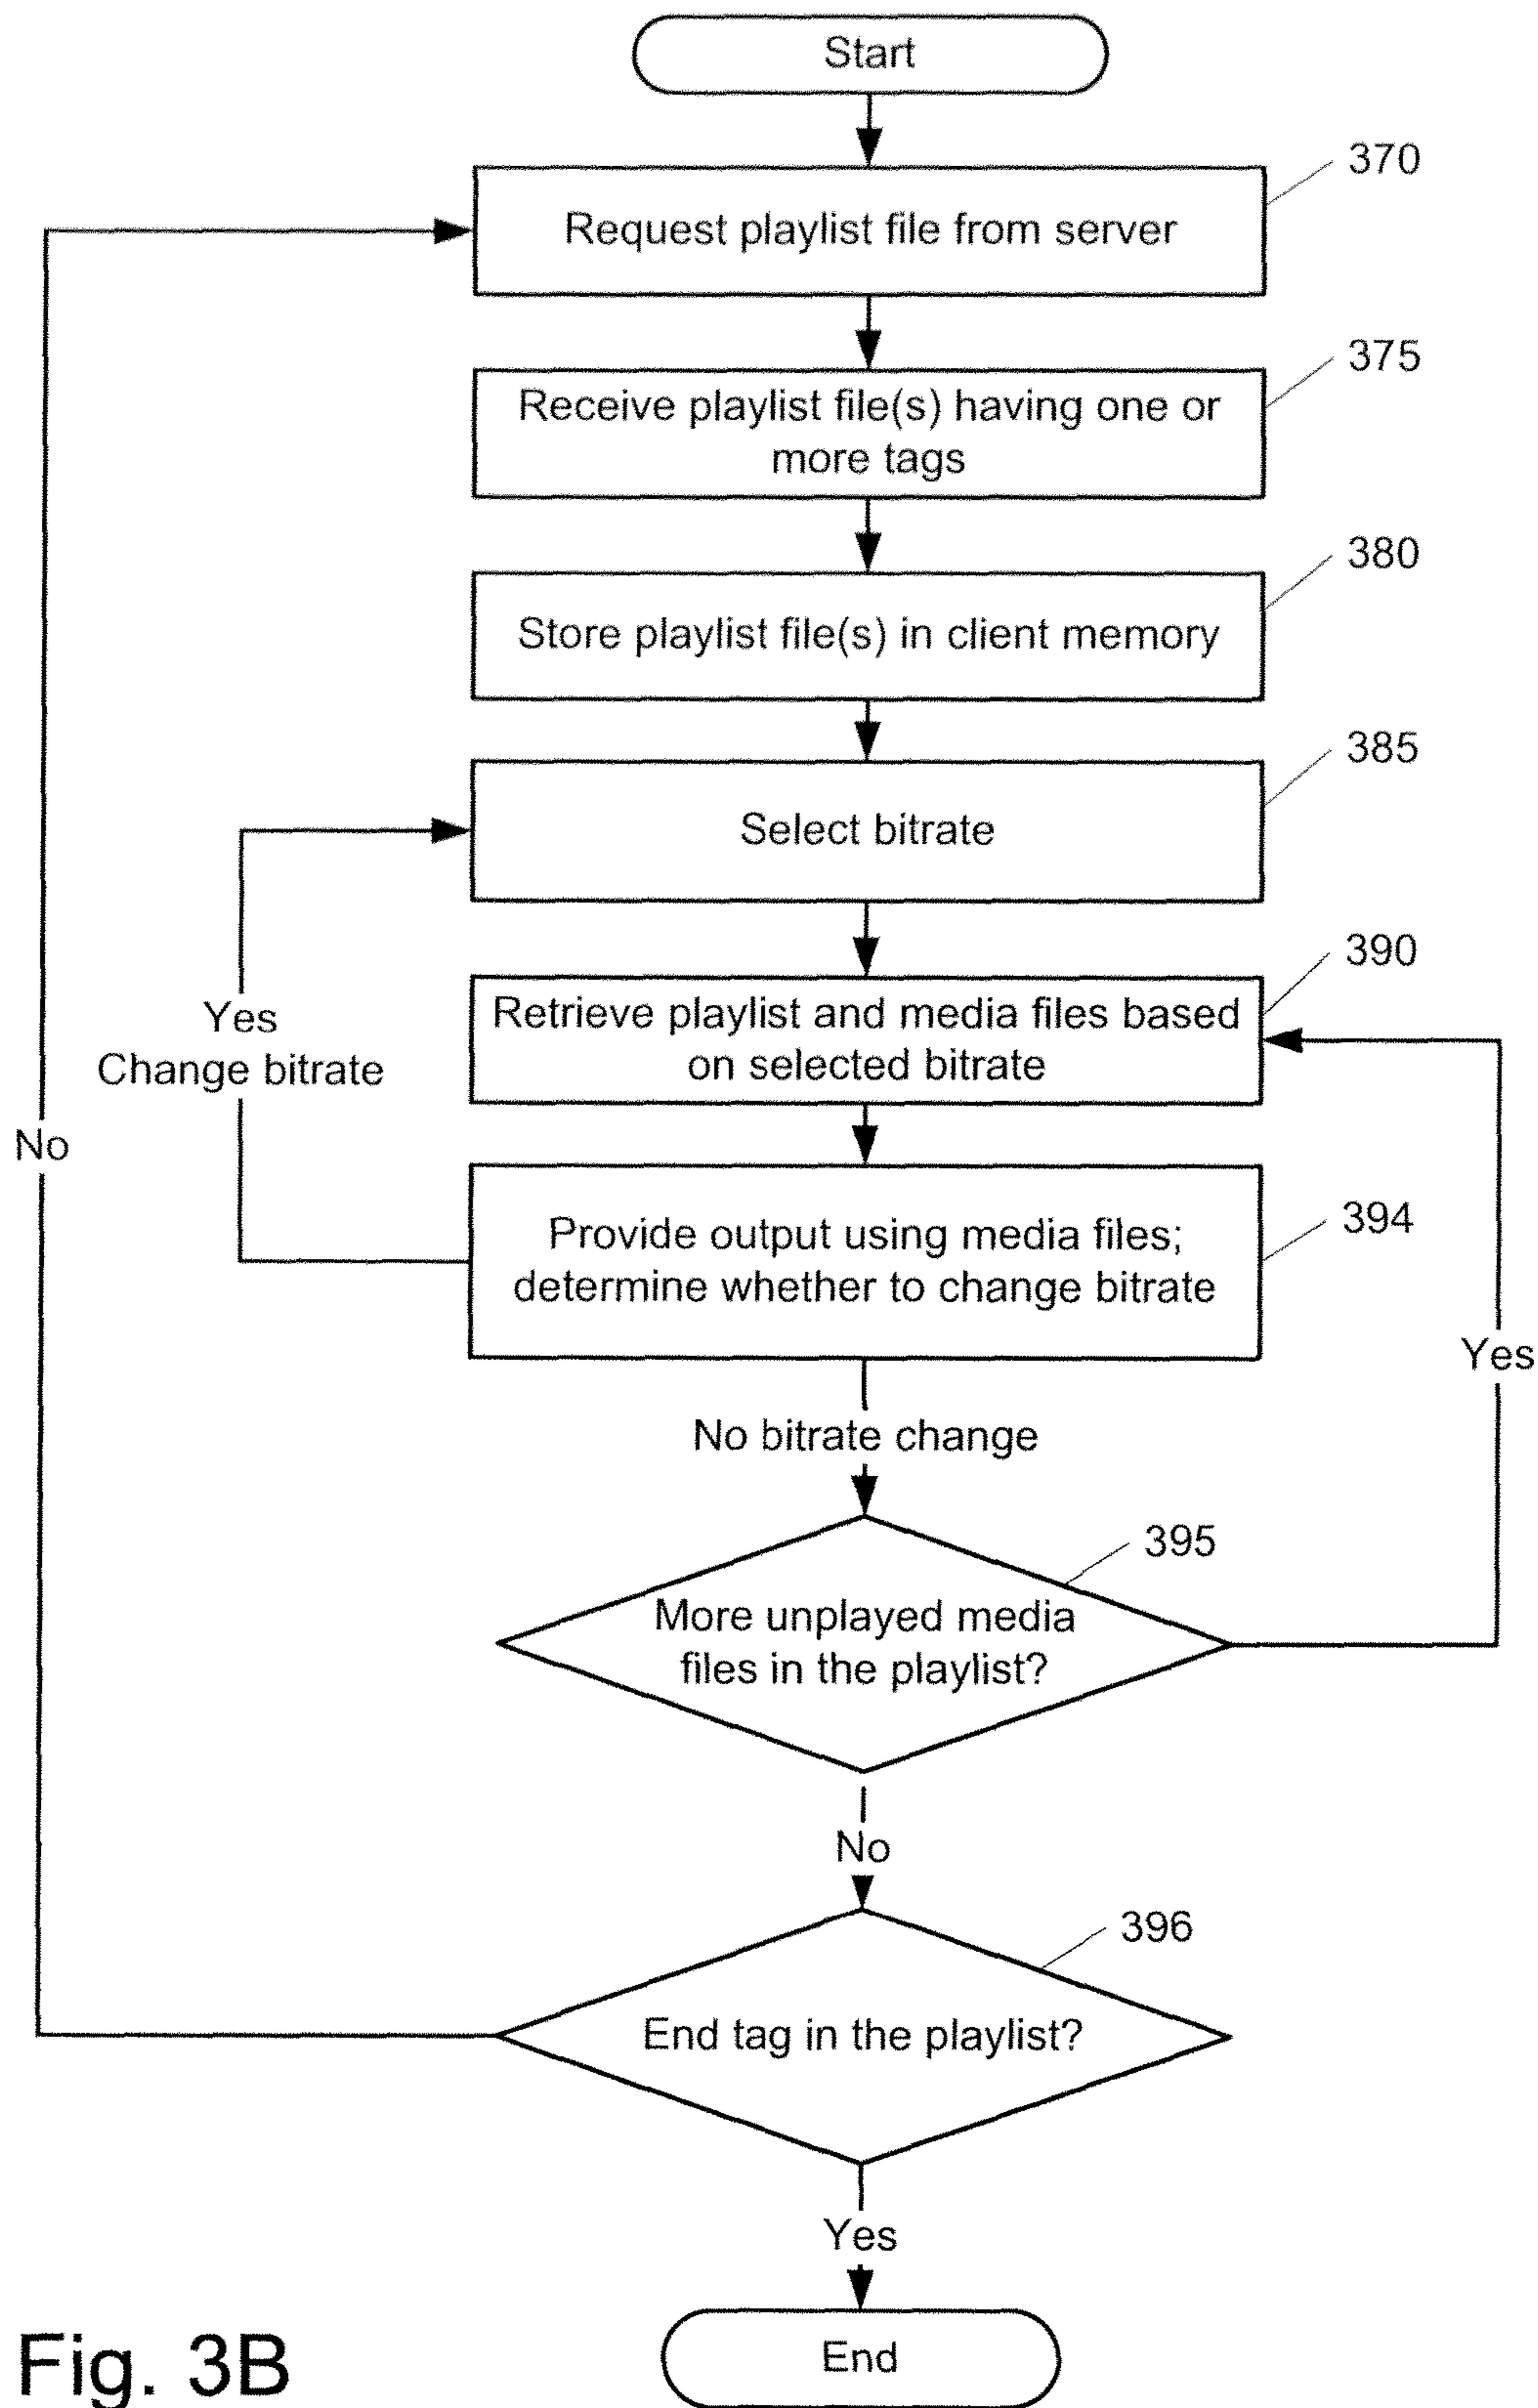 Start
370
Request playlist file from server
375
Receive playlist file(s) having one or
more tags
380
Store playlist file(s) in client memory
385
Select bitrate
390
Retrieve playlist and media files based
on selected bitrate
Yes
Change bitrate
No
394
Provide output using media files;
determine whether to change bitrate
Yes
No bitrate change
395
More unplayed media
files in the playlist?
No
396
End tag in the playlist?
Yes
End
Fig. 3B